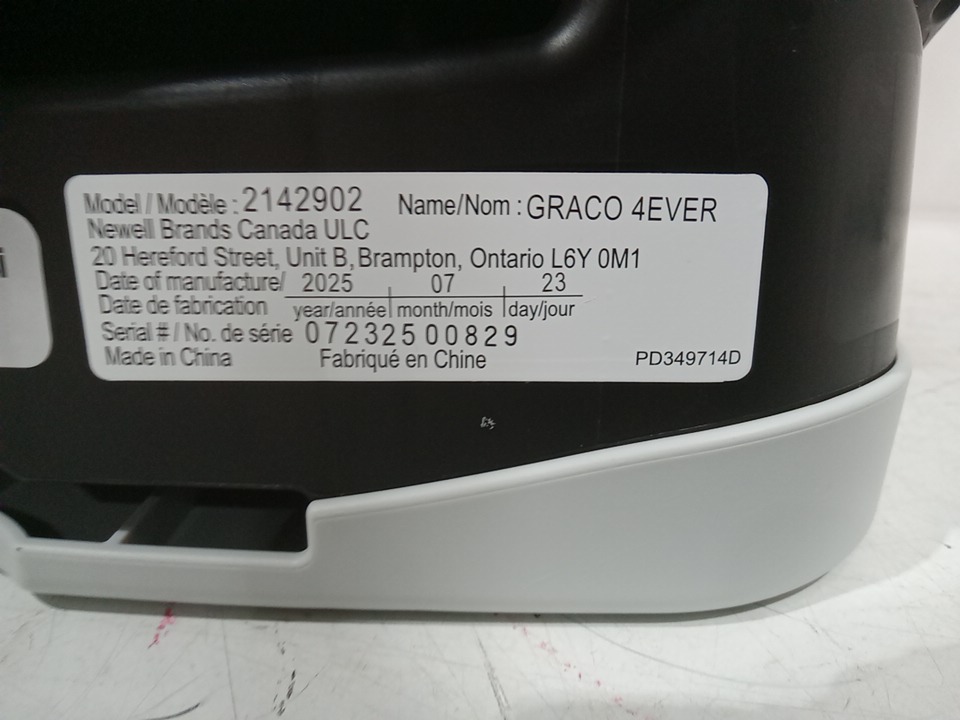 Model / Modèle : 2142902 Name/Nom : GRACO 4EVER
Newell Brands Canada ULC
20 Hereford Street, Unit B, Brampton, Ontario L6Y 0M1
Date of manufacture/ 2025 07 23
Date de fabrication year/année month/mois day/jour
Serial # / No. de série 07232500829
Made in China Fabriqué en Chine PD349714D